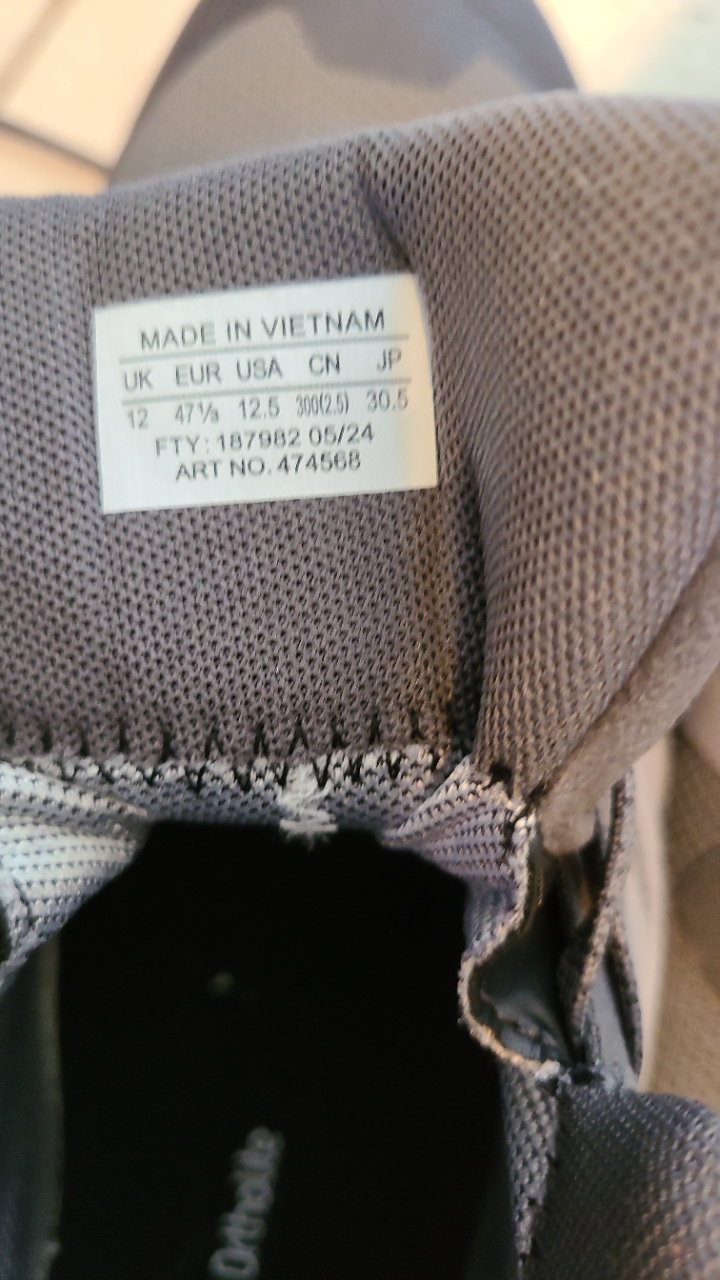 MADE IN VIETNAM
UK EUR USA CN JP
12 47⅓ 12.5 300(2.5) 30.5
FTY: 187982 05/24
ART NO. 474568
Ortholite